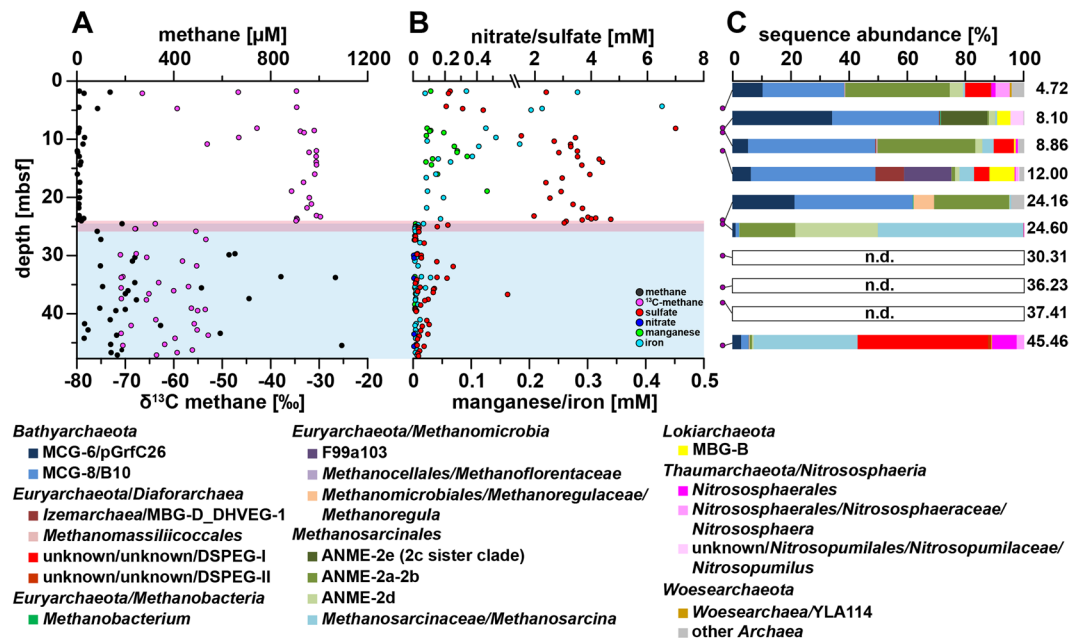 A
methane [µM]
0 400 800 1200
depth [mbsf]
0
10
20
30
40
-80 -70 -60 -50 -40 -30 -20
δ¹³C methane [‰]
B
nitrate/sulfate [mM]
0 0.2 0.4 2 4 6 8
methane
¹³C-methane
sulfate
nitrate
manganese
iron
0 0.1 0.2 0.3 0.4 0.5
manganese/iron [mM]
C
sequence abundance [%]
0 20 40 60 80 100
4.72
8.10
8.86
12.00
24.16
24.60
n.d. 30.31
n.d. 36.23
n.d. 37.41
45.46
Bathyarchaeota
MCG-6/pGrfC26
MCG-8/B10
Euryarchaeota/Diaforarchaea
Izemarchaea/MBG-D_DHVEG-1
Methanomassiliicoccales
unknown/unknown/DSPEG-I
unknown/unknown/DSPEG-II
Euryarchaeota/Methanobacteria
Methanobacterium
Euryarchaeota/Methanomicrobia
F99a103
Methanocellales/Methanoflorentaceae
Methanomicrobiales/Methanoregulaceae/
Methanoregula
Methanosarcinales
ANME-2e (2c sister clade)
ANME-2a-2b
ANME-2d
Methanosarcinaceae/Methanosarcina
Lokiarchaeota
MBG-B
Thaumarchaeota/Nitrososphaeria
Nitrososphaerales
Nitrososphaerales/Nitrososphaeraceae/
Nitrososphaera
unknown/Nitrosopumilales/Nitrosopumilaceae/
Nitrosopumilus
Woesearchaeota
Woesearchaea/YLA114
other Archaea